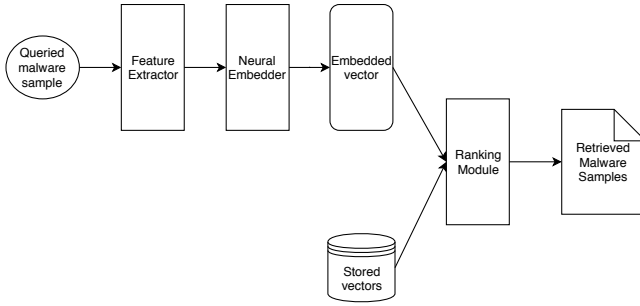 Queried
malware
sample
Feature
Extractor
Neural
Embedder
Embedded
vector
Ranking
Module
Retrieved
Malware
Samples
Stored
vectors